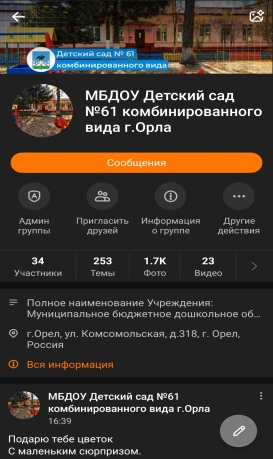 Детский сад № 61
комбинированного вида
МБДОУ Детский сад
№61 комбинированного
вида г.Орла
Сообщения
Админ
группы
Пригласить
друзей
Информация
о группе
Другие
действия
34
Участники
253
Темы
1.7K
Фото
23
Видео
Полное наименование Учреждения:
Муниципальное бюджетное дошкольное об...
г.Орел, ул. Комсомольская, д.318, г. Орел,
Россия
Вся информация
МБДОУ Детский сад №61
комбинированного вида г.Орла
16:39
Подарю тебе цветок
С маленьким сюрпризом.